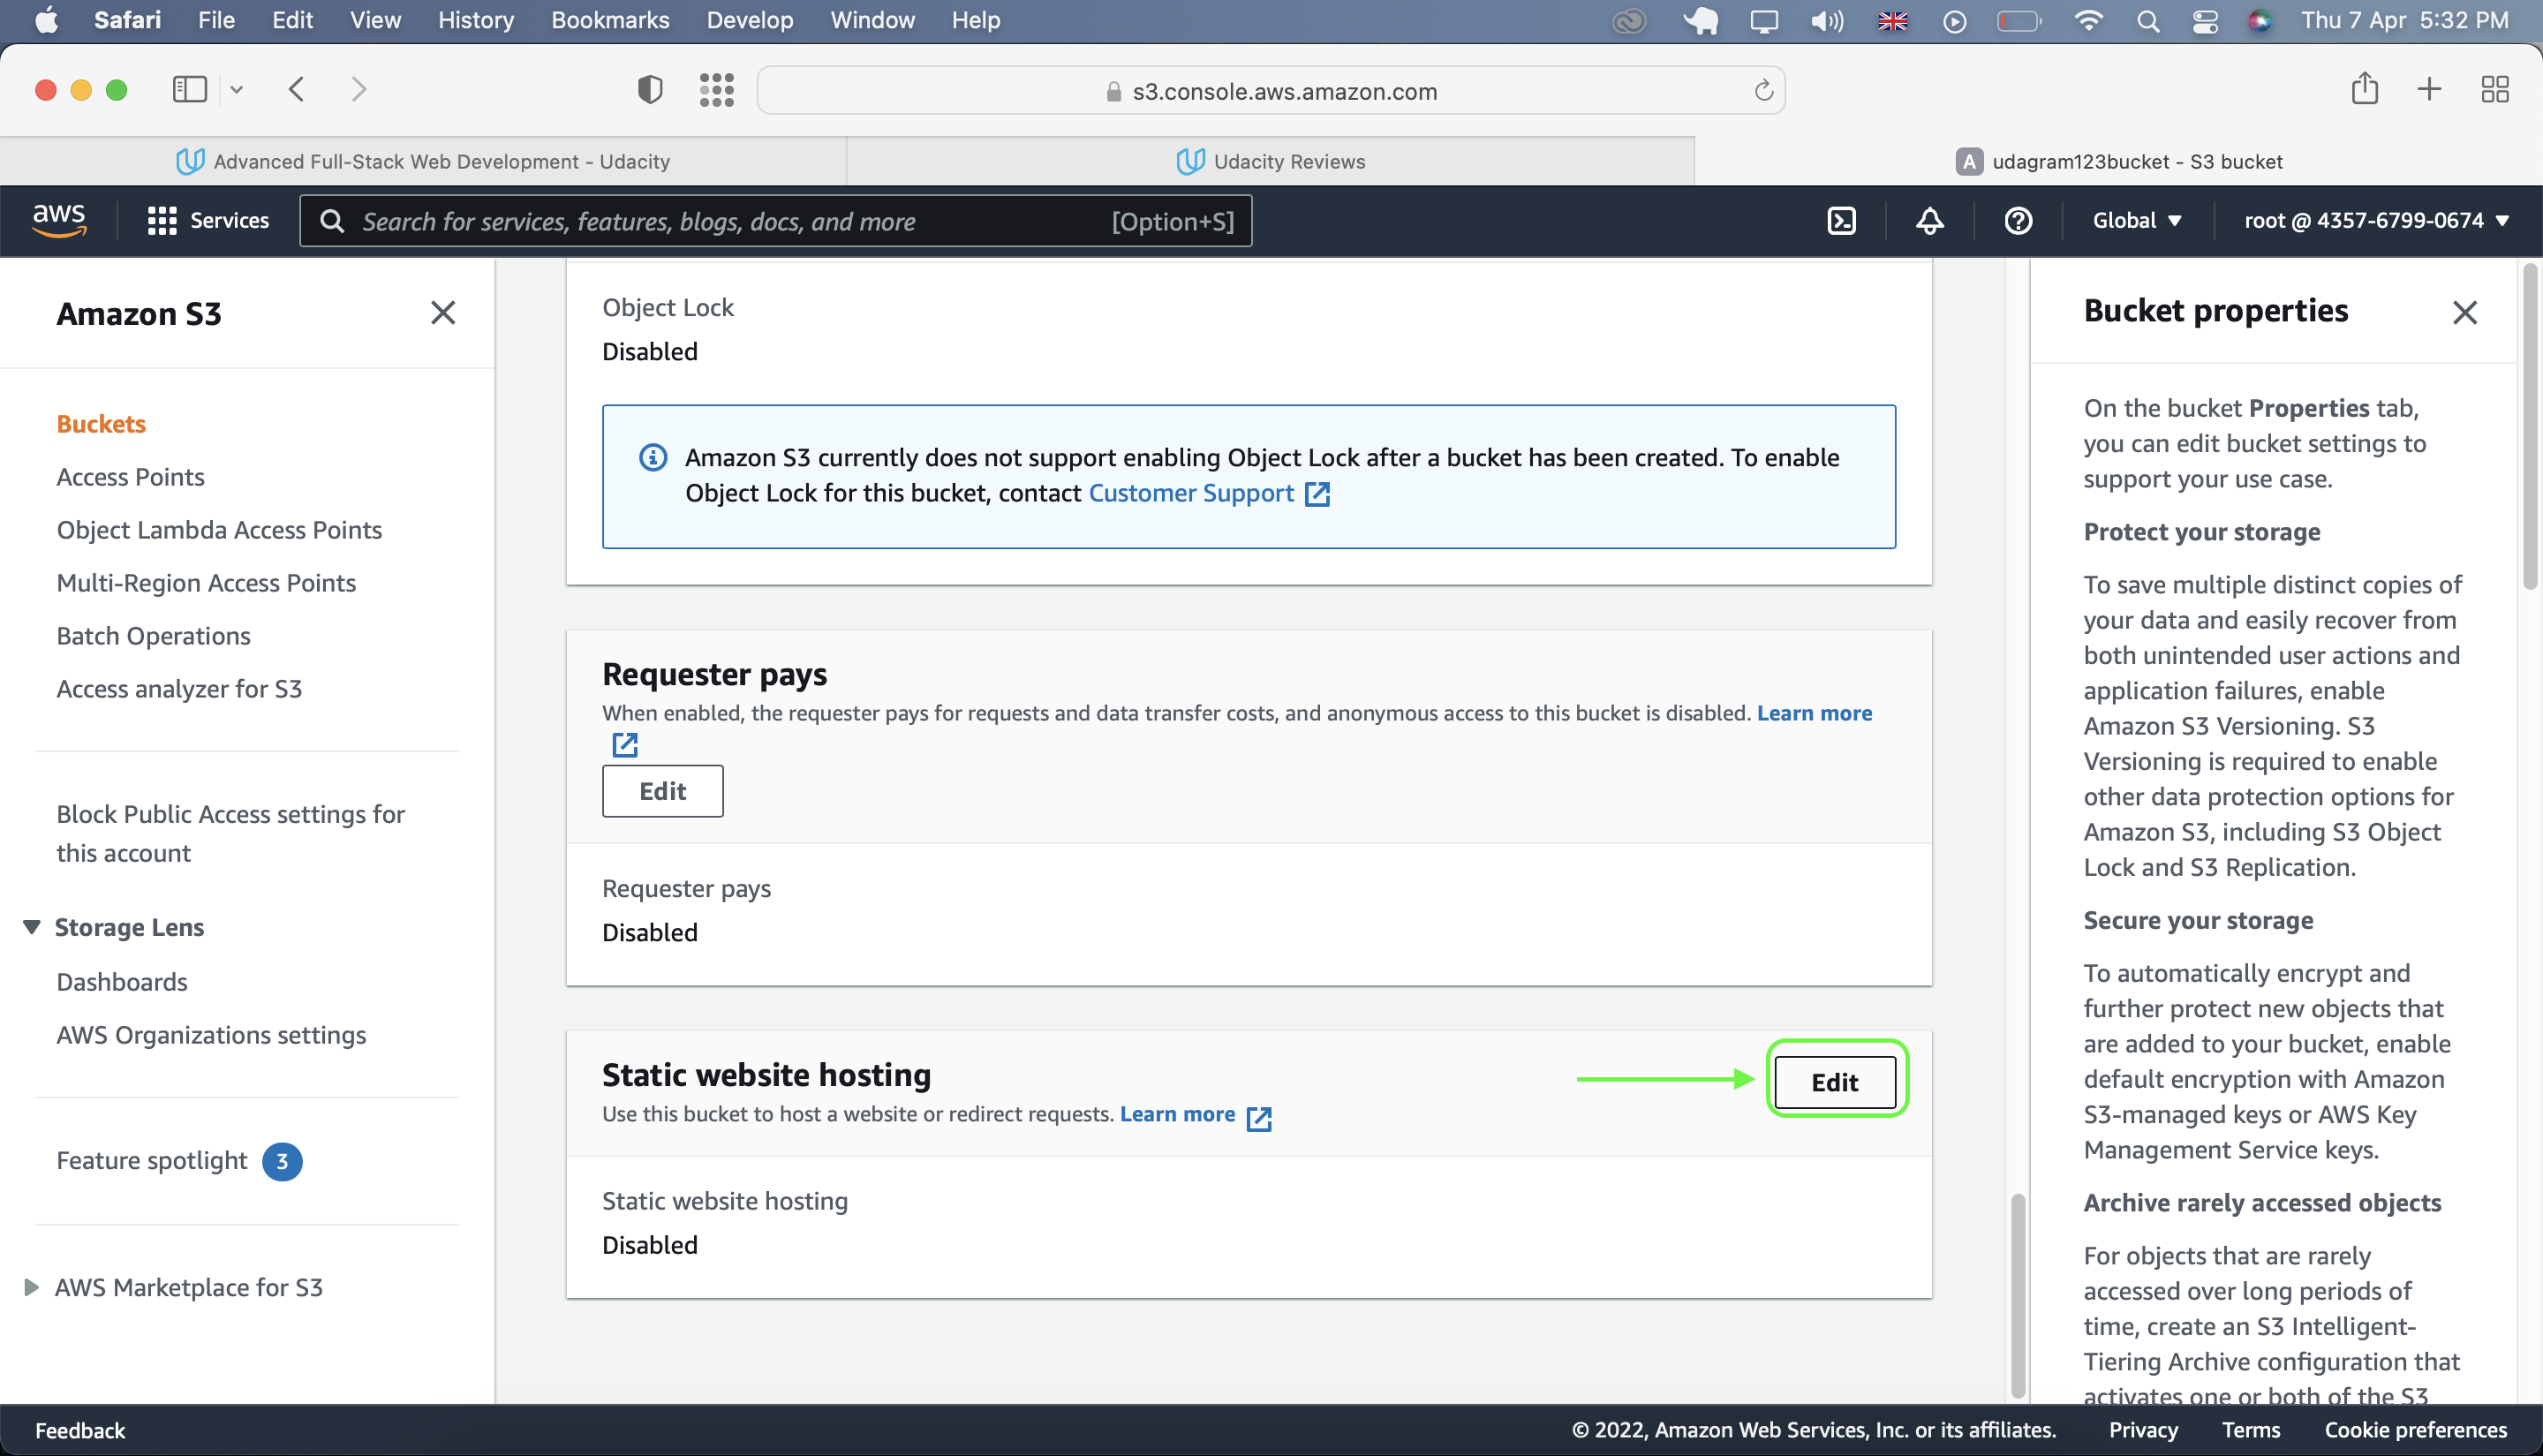 Safari File Edit View History Bookmarks Develop Window Help Thu 7 Apr 5:32 PM
s3.console.aws.amazon.com
Advanced Full-Stack Web Development - Udacity
Udacity Reviews
A udagram123bucket - S3 bucket
aws Services Search for services, features, blogs, docs, and more [Option+S] Global root @ 4357-6799-0674
Amazon S3
Buckets
Access Points
Object Lambda Access Points
Multi-Region Access Points
Batch Operations
Access analyzer for S3
Block Public Access settings for
this account
Storage Lens
Dashboards
AWS Organizations settings
Feature spotlight 3
AWS Marketplace for S3
Object Lock
Disabled
Amazon S3 currently does not support enabling Object Lock after a bucket has been created. To enable
Object Lock for this bucket, contact Customer Support
Requester pays
When enabled, the requester pays for requests and data transfer costs, and anonymous access to this bucket is disabled. Learn more
Edit
Requester pays
Disabled
Static website hosting
Use this bucket to host a website or redirect requests. Learn more
Edit
Static website hosting
Disabled
Bucket properties
On the bucket Properties tab,
you can edit bucket settings to
support your use case.
Protect your storage
To save multiple distinct copies of
your data and easily recover from
both unintended user actions and
application failures, enable
Amazon S3 Versioning. S3
Versioning is required to enable
other data protection options for
Amazon S3, including S3 Object
Lock and S3 Replication.
Secure your storage
To automatically encrypt and
further protect new objects that
are added to your bucket, enable
default encryption with Amazon
S3-managed keys or AWS Key
Management Service keys.
Archive rarely accessed objects
For objects that are rarely
accessed over long periods of
time, create an S3 Intelligent-
Tiering Archive configuration that
activates one or both of the S3
Feedback
© 2022, Amazon Web Services, Inc. or its affiliates. Privacy Terms Cookie preferences